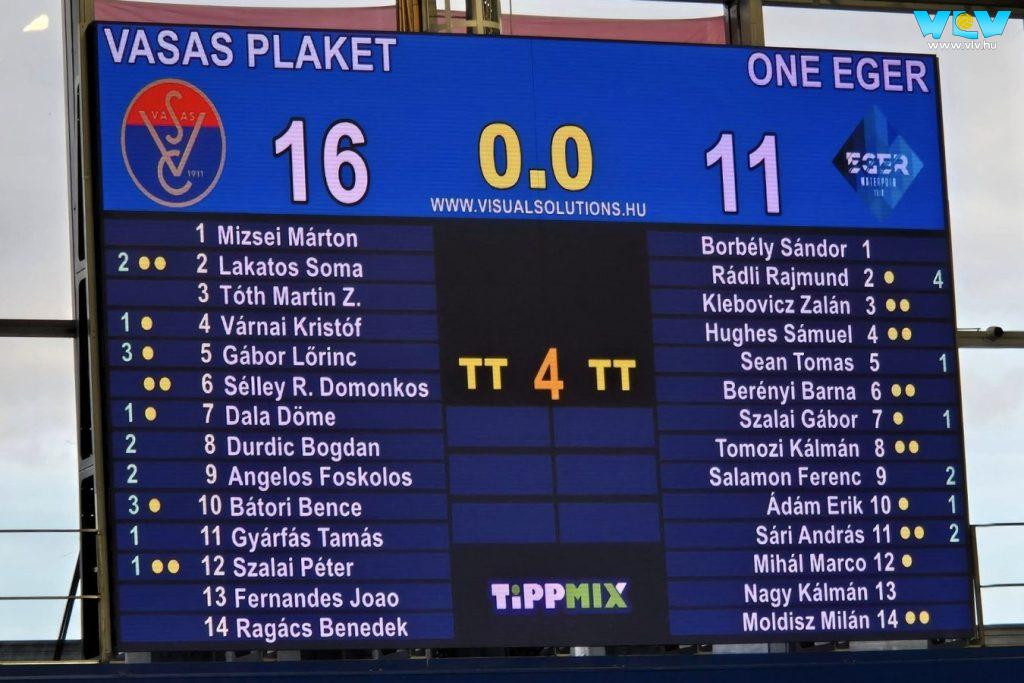 VLV
www.vlv.hu
VASAS PLAKET
ONE EGER
VASAS
SC
V
1911
16
0.0
11
EGER
WWW.VISUALSOLUTIONS.HU
1 Mizsei Márton
2 2 Lakatos Soma
3 Tóth Martin Z.
1 4 Várnai Kristóf
3 5 Gábor Lőrinc
6 Sélley R. Domonkos
1 7 Dala Döme
2 8 Durdic Bogdan
2 9 Angelos Foskolos
3 10 Bátori Bence
1 11 Gyárfás Tamás
1 12 Szalai Péter
13 Fernandes Joao
14 Ragács Benedek
TT 4 TT
TiPPMIX
Borbély Sándor 1
Rádli Rajmund 2 4
Klebovicz Zalán 3
Hughes Sámuel 4
Sean Tomas 5 1
Berényi Barna 6
Szalai Gábor 7 1
Tomozi Kálmán 8
Salamon Ferenc 9 2
Ádám Erik 10 1
Sári András 11 2
Mihál Marco 12
Nagy Kálmán 13
Moldisz Milán 14